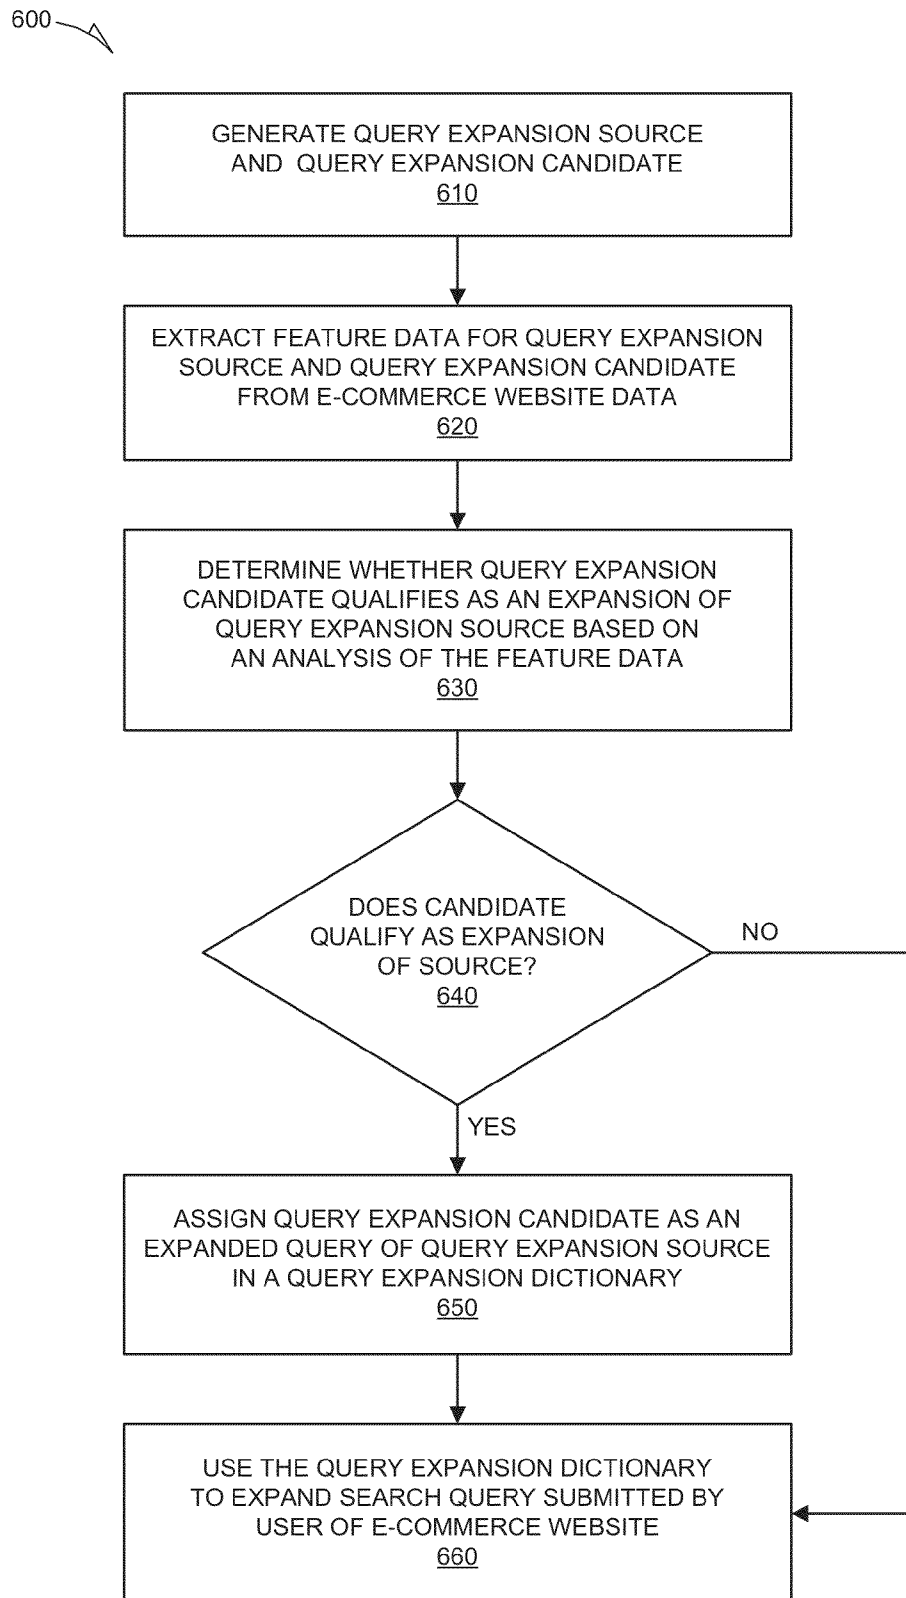 600
GENERATE QUERY EXPANSION SOURCE
AND QUERY EXPANSION CANDIDATE
610
EXTRACT FEATURE DATA FOR QUERY EXPANSION
SOURCE AND QUERY EXPANSION CANDIDATE
FROM E-COMMERCE WEBSITE DATA
620
DETERMINE WHETHER QUERY EXPANSION
CANDIDATE QUALIFIES AS AN EXPANSION OF
QUERY EXPANSION SOURCE BASED ON
AN ANALYSIS OF THE FEATURE DATA
630
DOES CANDIDATE
QUALIFY AS EXPANSION
OF SOURCE?
640
NO
YES
ASSIGN QUERY EXPANSION CANDIDATE AS AN
EXPANDED QUERY OF QUERY EXPANSION SOURCE
IN A QUERY EXPANSION DICTIONARY
650
USE THE QUERY EXPANSION DICTIONARY
TO EXPAND SEARCH QUERY SUBMITTED BY
USER OF E-COMMERCE WEBSITE
660